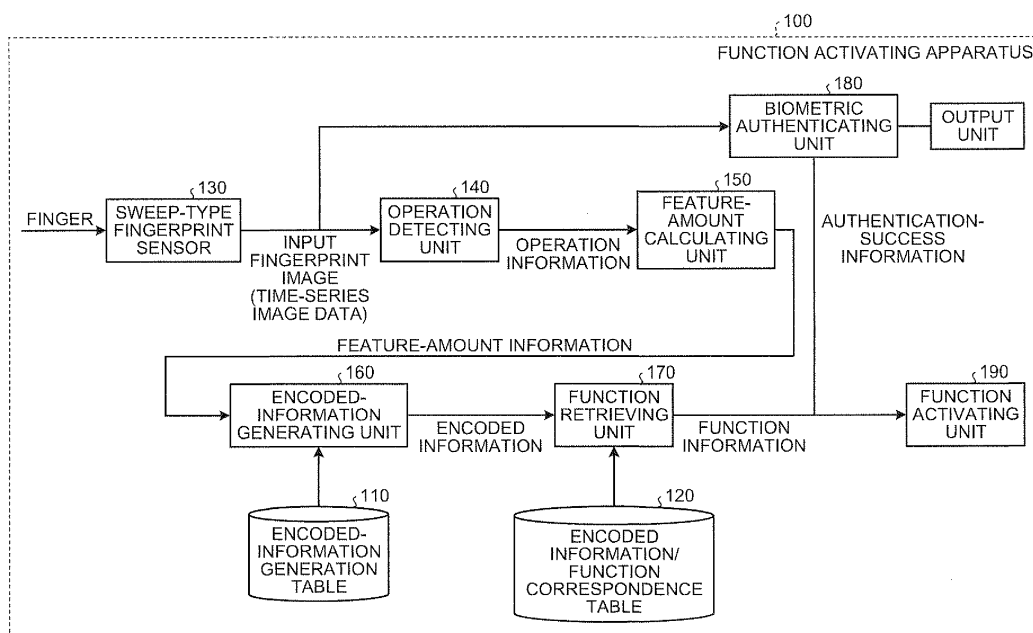 100
FUNCTION ACTIVATING APPARATUS
180
BIOMETRIC
AUTHENTICATING
UNIT
OUTPUT
UNIT
FINGER
130
SWEEP-TYPE
FINGERPRINT
SENSOR
INPUT
FINGERPRINT
IMAGE
(TIME-SERIES
IMAGE DATA)
140
OPERATION
DETECTING
UNIT
OPERATION
INFORMATION
150
FEATURE-
AMOUNT
CALCULATING
UNIT
AUTHENTICATION-
SUCCESS
INFORMATION
FEATURE-AMOUNT INFORMATION
160
ENCODED-
INFORMATION
GENERATING UNIT
ENCODED
INFORMATION
170
FUNCTION
RETRIEVING
UNIT
FUNCTION
INFORMATION
190
FUNCTION
ACTIVATING
UNIT
110
ENCODED-
INFORMATION
GENERATION
TABLE
120
ENCODED
INFORMATION/
FUNCTION
CORRESPONDENCE
TABLE